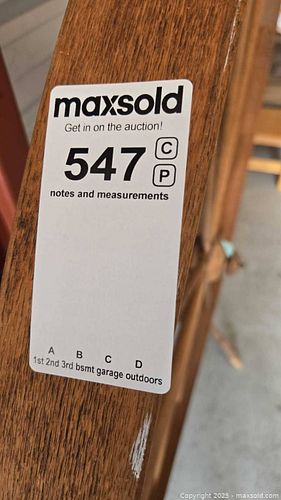 maxsold
Get in on the auction!
547 C
P
notes and measurements
A B C D
1st 2nd 3rd bsmt garage outdoors
Copyright 2025 - maxsold.com